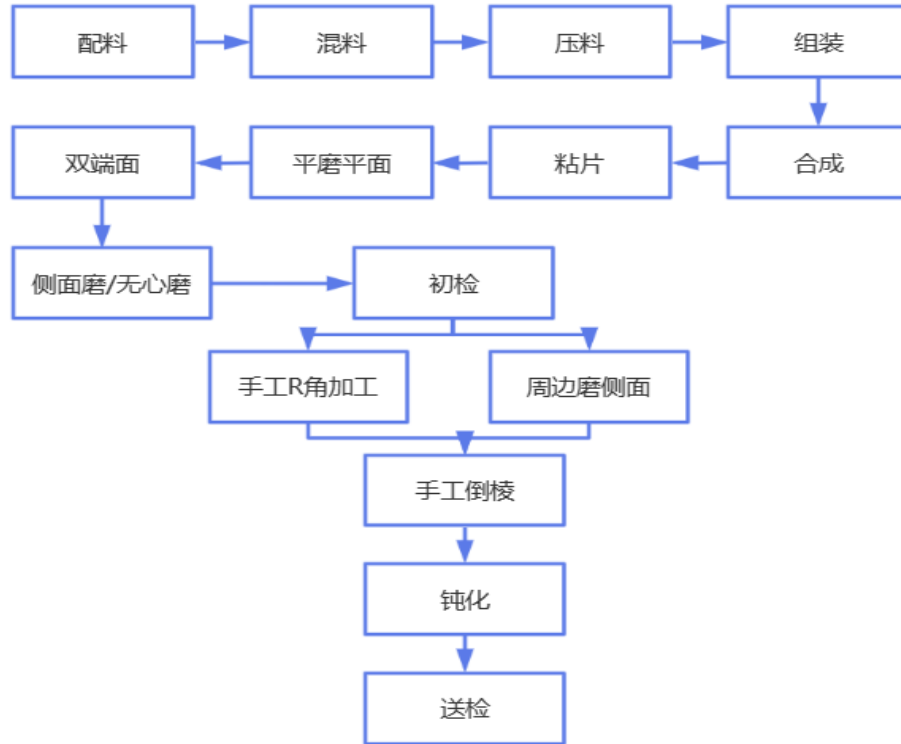 配料
混料
压料
组装
合成
粘片
平磨平面
双端面
侧面磨/无心磨
初检
手工R角加工
周边磨侧面
手工倒棱
钝化
送检